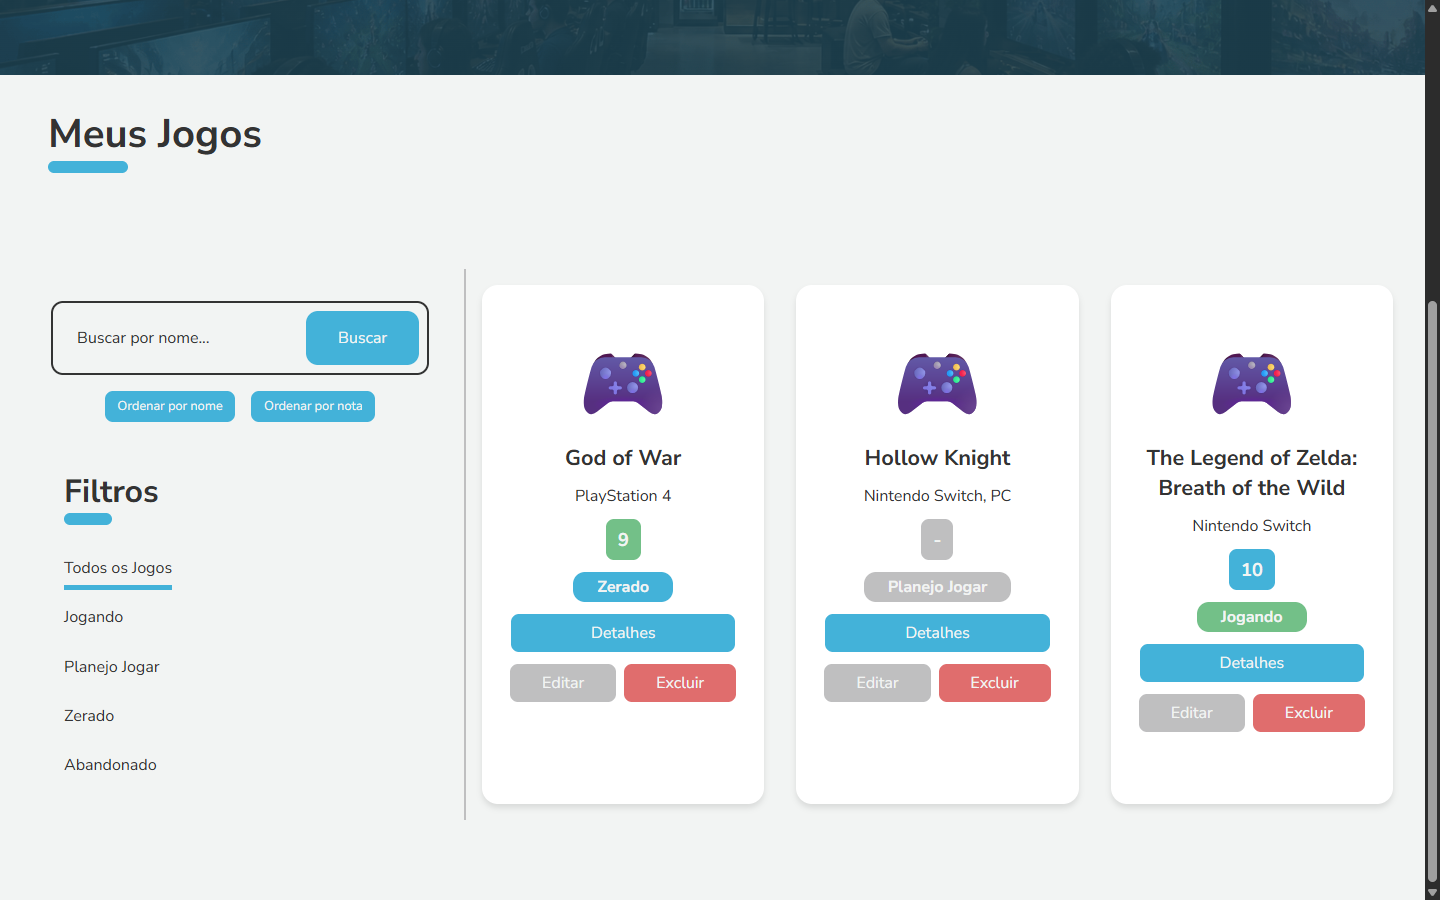 Meus Jogos
Buscar por nome...
Buscar
Ordenar por nome
Ordenar por nota
Filtros
Todos os Jogos
Jogando
Planejo Jogar
Zerado
Abandonado
God of War
PlayStation 4
9
Zerado
Detalhes
Editar
Excluir
Hollow Knight
Nintendo Switch, PC
-
Planejo Jogar
Detalhes
Editar
Excluir
The Legend of Zelda:
Breath of the Wild
Nintendo Switch
10
Jogando
Detalhes
Editar
Excluir